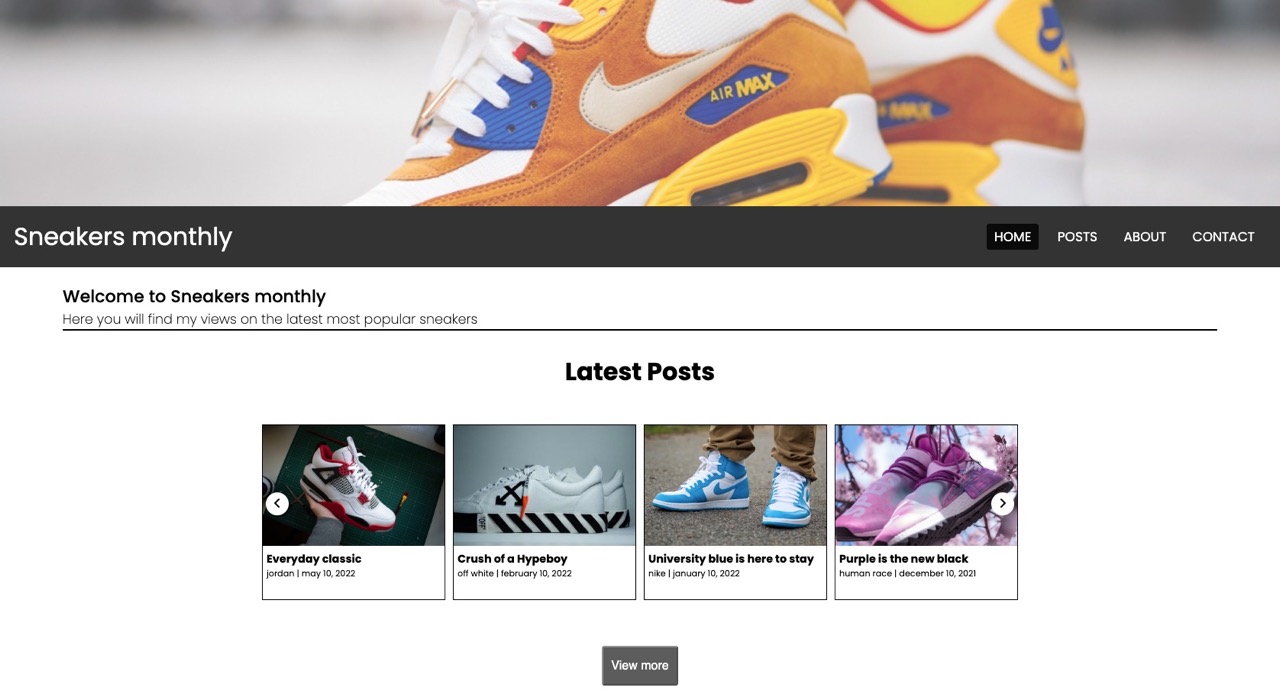 AIR MAX
MAX
Sneakers monthly
HOME
POSTS
ABOUT
CONTACT
Welcome to Sneakers monthly
Here you will find my views on the latest most popular sneakers
Latest Posts
Everyday classic
jordan | may 10, 2022
"OFF"
Crush of a Hypeboy
off white | february 10, 2022
University blue is here to stay
nike | january 10, 2022
Purple is the new black
human race | december 10, 2021
View more